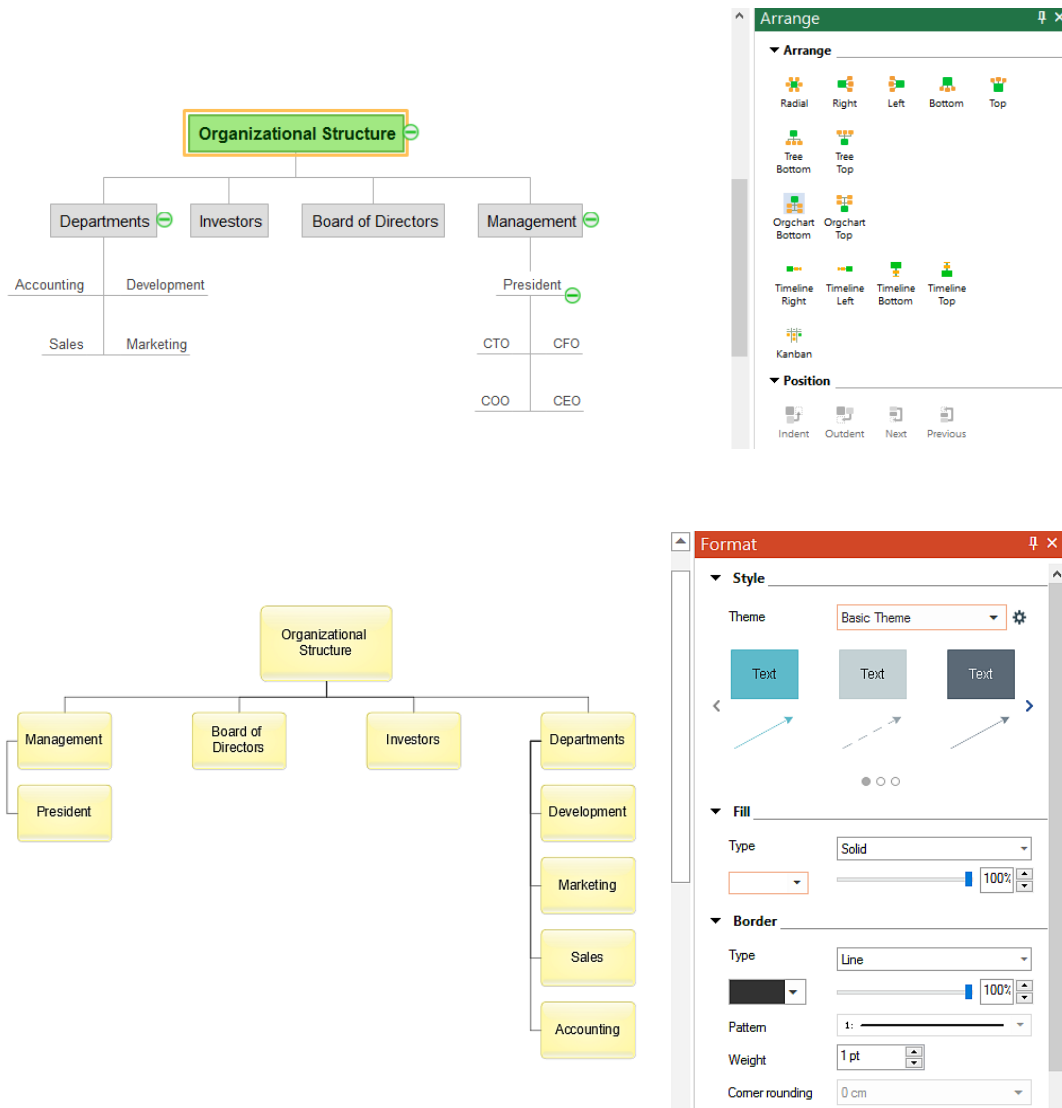 Arrange
Arrange
Radial
Right
Left
Bottom
Top
Tree
Bottom
Tree
Top
Orgchart
Bottom
Orgchart
Top
Timeline
Right
Timeline
Left
Timeline
Bottom
Timeline
Top
Kanban
Position
Indent
Outdent
Next
Previous
Organizational Structure
Departments
Investors
Board of Directors
Management
Accounting
Development
Sales
Marketing
President
CTO
CFO
COO
CEO
Organizational
Structure
Management
Board of
Directors
Investors
Departments
President
Development
Marketing
Sales
Accounting
Format
Style
Theme
Basic Theme
Text
Text
Text
Fill
Type
Solid
100%
Border
Type
Line
100%
Pattern
1:
Weight
1 pt
Corner rounding
0 cm